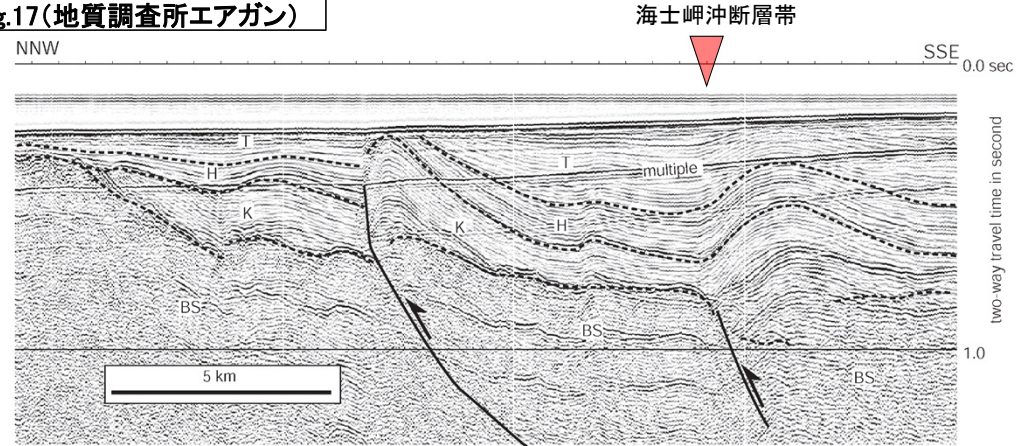 g.17(地質調査所エアガン)
海士岬沖断層帯
NNW
SSE
0.0 sec
T
H
T
multiple
K
K
H
BS
BS
BS
1.0
5 km
two-way travel time in second